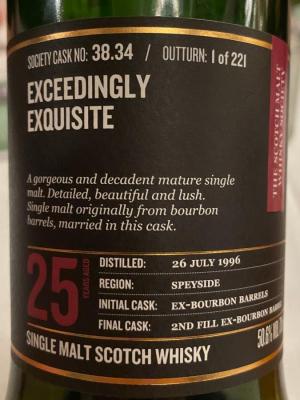 SOCIETY CASK NO: 38.34 / OUTTURN: 1 of 221
EXCEEDINGLY
EXQUISITE
THE SCOTCH MALT
WHISKY SOCIETY
A gorgeous and decadent mature single
malt. Detailed, beautiful and lush.
Single malt originally from bourbon
barrels, married in this cask.
25 YEARS AGED
DISTILLED: 26 JULY 1996
REGION: SPEYSIDE
INITIAL CASK: EX-BOURBON BARRELS
FINAL CASK: 2ND FILL EX-BOURBON
SINGLE MALT SCOTCH WHISKY